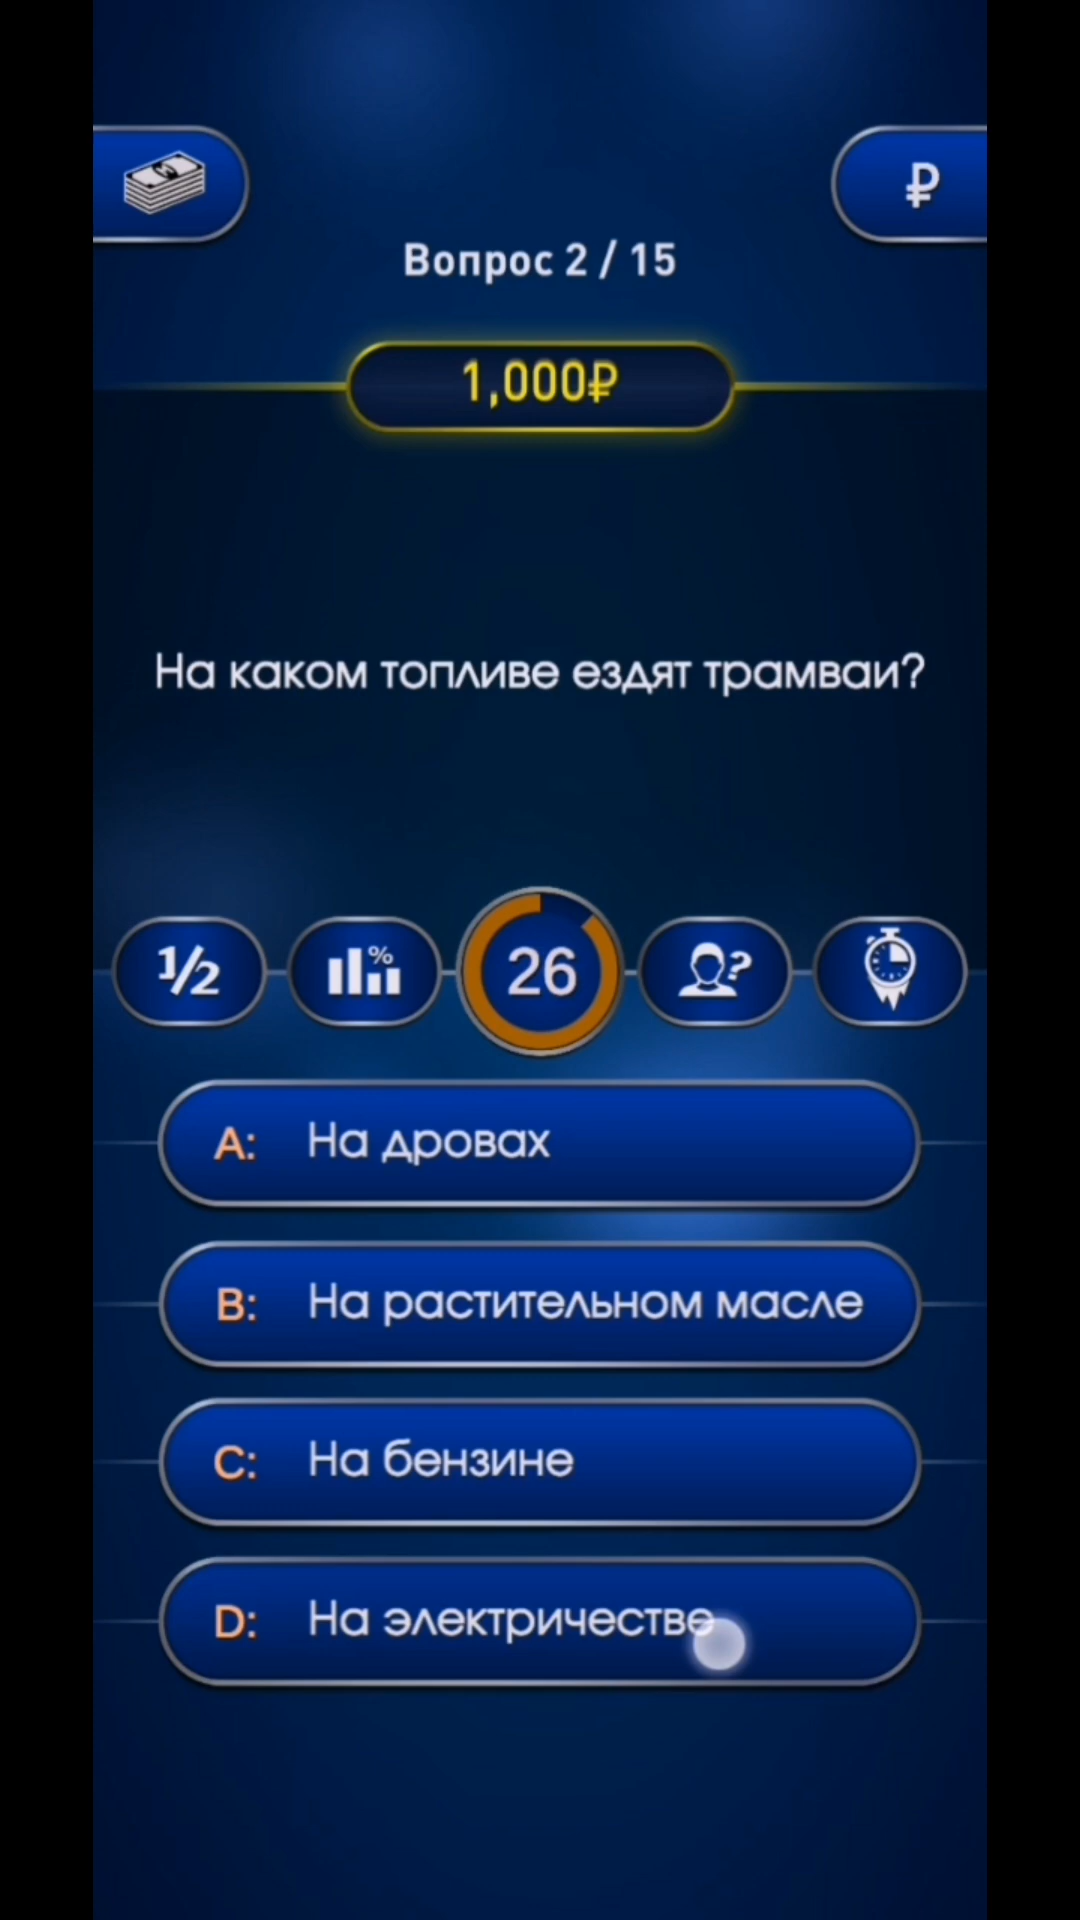 ₽
Вопрос 2 / 15
1,000₽
На каком топливе ездят трамваи?
1/2
%
26
?
A: На дровах
B: На растительном масле
C: На бензине
D: На электричестве